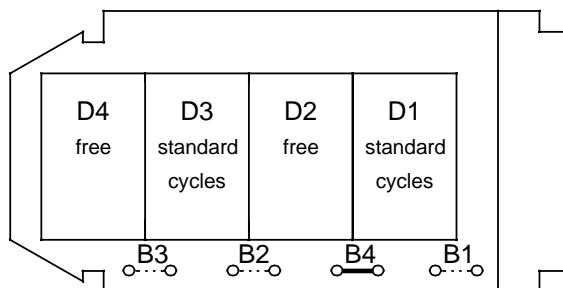 D4 D3 D2 D1
free standard free standard
cycles cycles
B3 B2 B4 B1